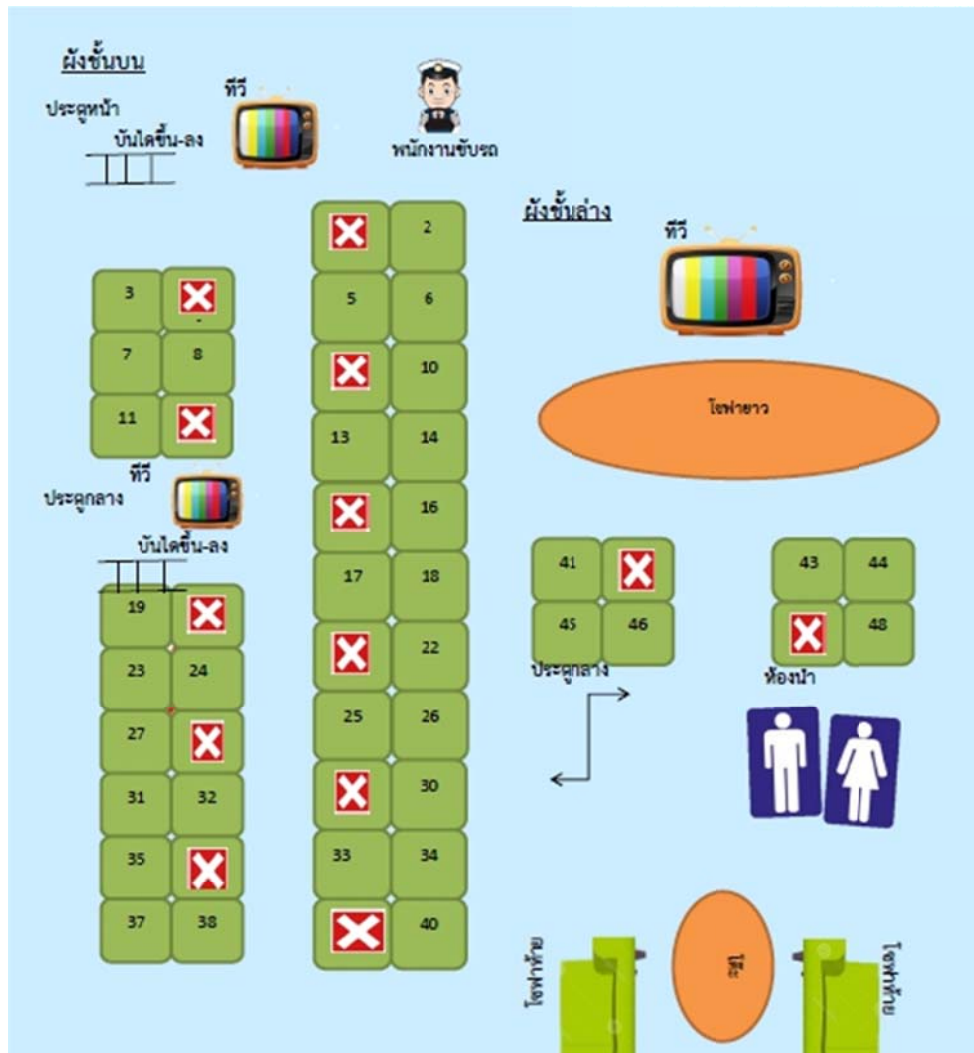 ผังชั้นบน
ทีวี
ประตูหน้า
บันไดขึ้น-ลง
พนักงานขับรถ
2
3
5 6
7 8
10
11
13 14
ทีวี
ประตูกลาง
16
บันไดขึ้น-ลง
17 18
19
22
23 24
25 26
27
30
31 32
33 34
35
37 38
40
ผังชั้นล่าง
ทีวี
โซฟายาว
41
43 44
45 46
48
ประตูกลาง
ห้องน้ำ
โซฟาท้าย
โต๊ะ
โซฟาท้าย